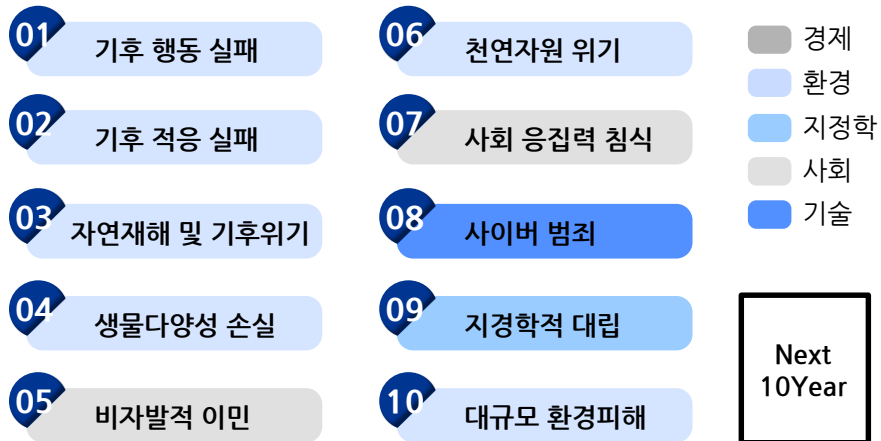 01
기후 행동 실패
02
기후 적응 실패
03
자연재해 및 기후위기
04
생물다양성 손실
05
비자발적 이민
06
천연자원 위기
07
사회 응집력 침식
08
사이버 범죄
09
지경학적 대립
10
대규모 환경피해
경제
환경
지정학
사회
기술
Next
10Year